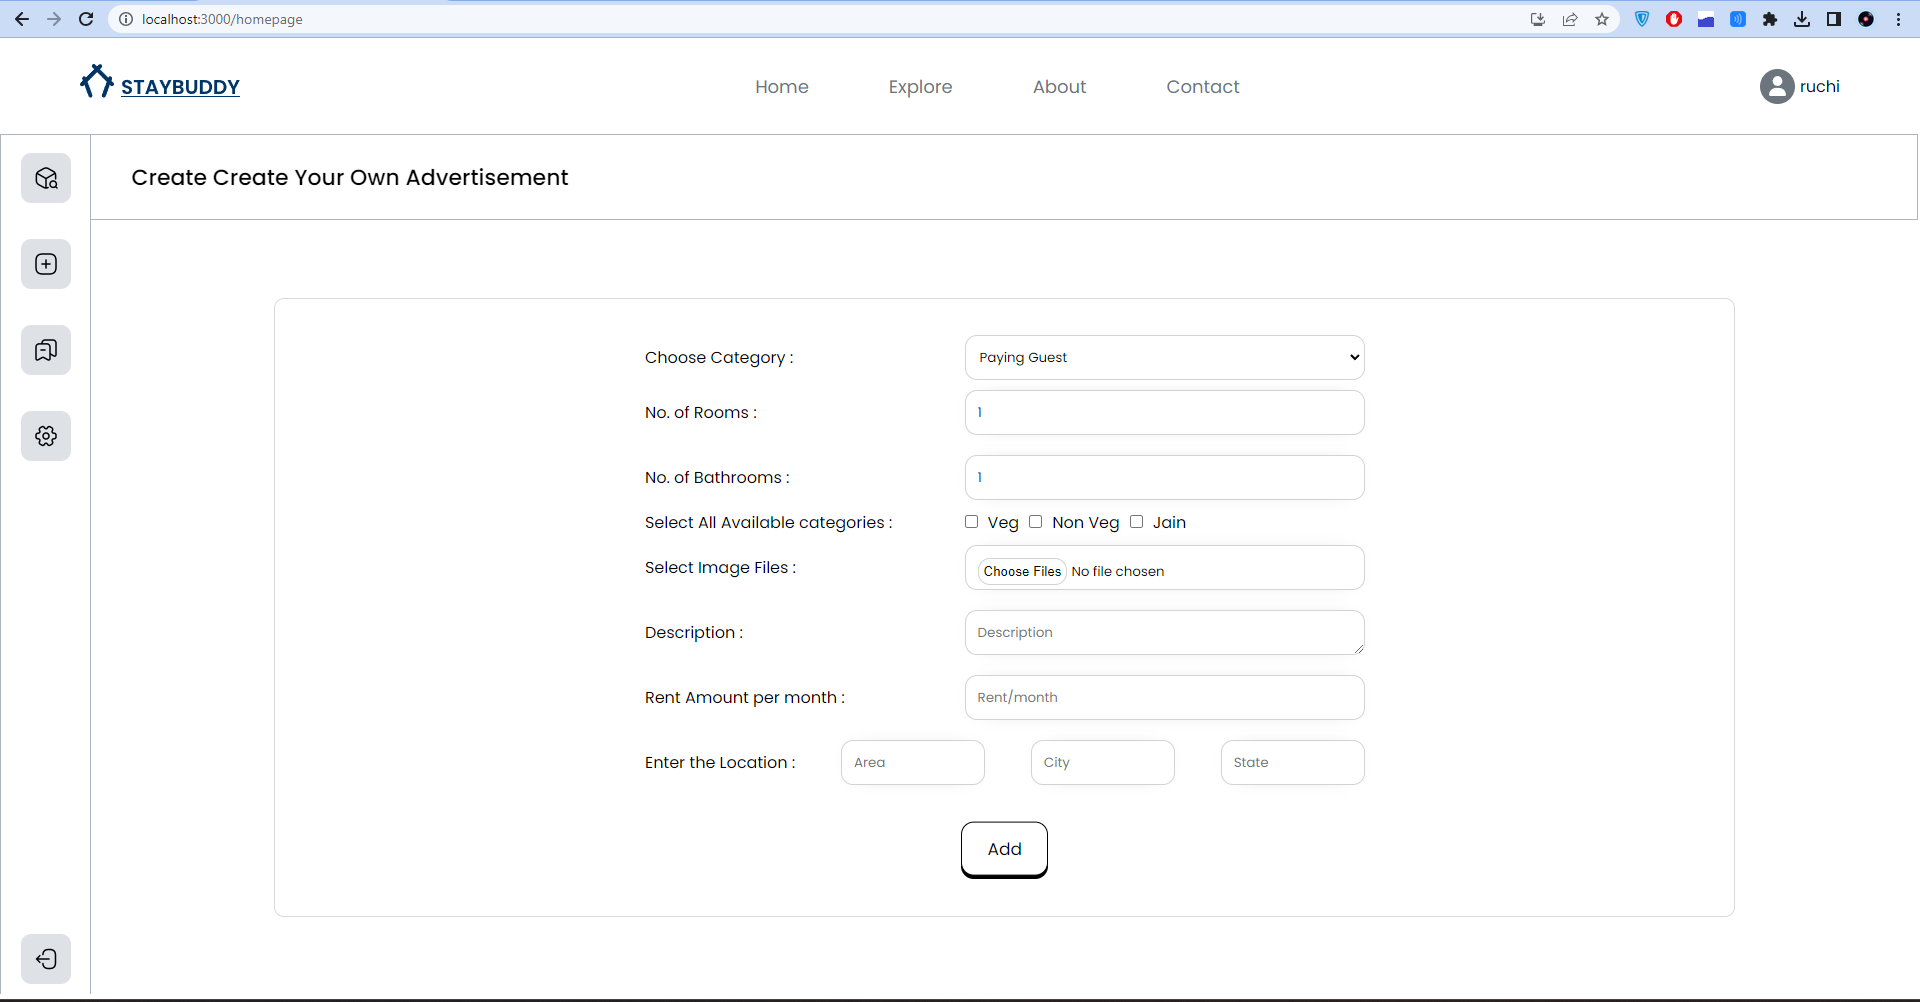 localhost:3000/homepage
STAYBUDDY
Home Explore About Contact
ruchi
Create Create Your Own Advertisement
Choose Category : Paying Guest
No. of Rooms : 1
No. of Bathrooms : 1
Select All Available categories : Veg Non Veg Jain
Select Image Files : Choose Files No file chosen
Description : Description
Rent Amount per month : Rent/month
Enter the Location : Area City State
Add